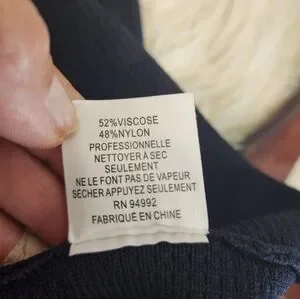 52%VISCOSE
48%NYLON
PROFESSIONNELLE
NETTOYER A SEC
SEULEMENT
NE LE FONT PAS DE VAPEUR
SÉCHER APPUYEZ SEULEMENT
RN 94992
FABRIQUÉ EN CHINE